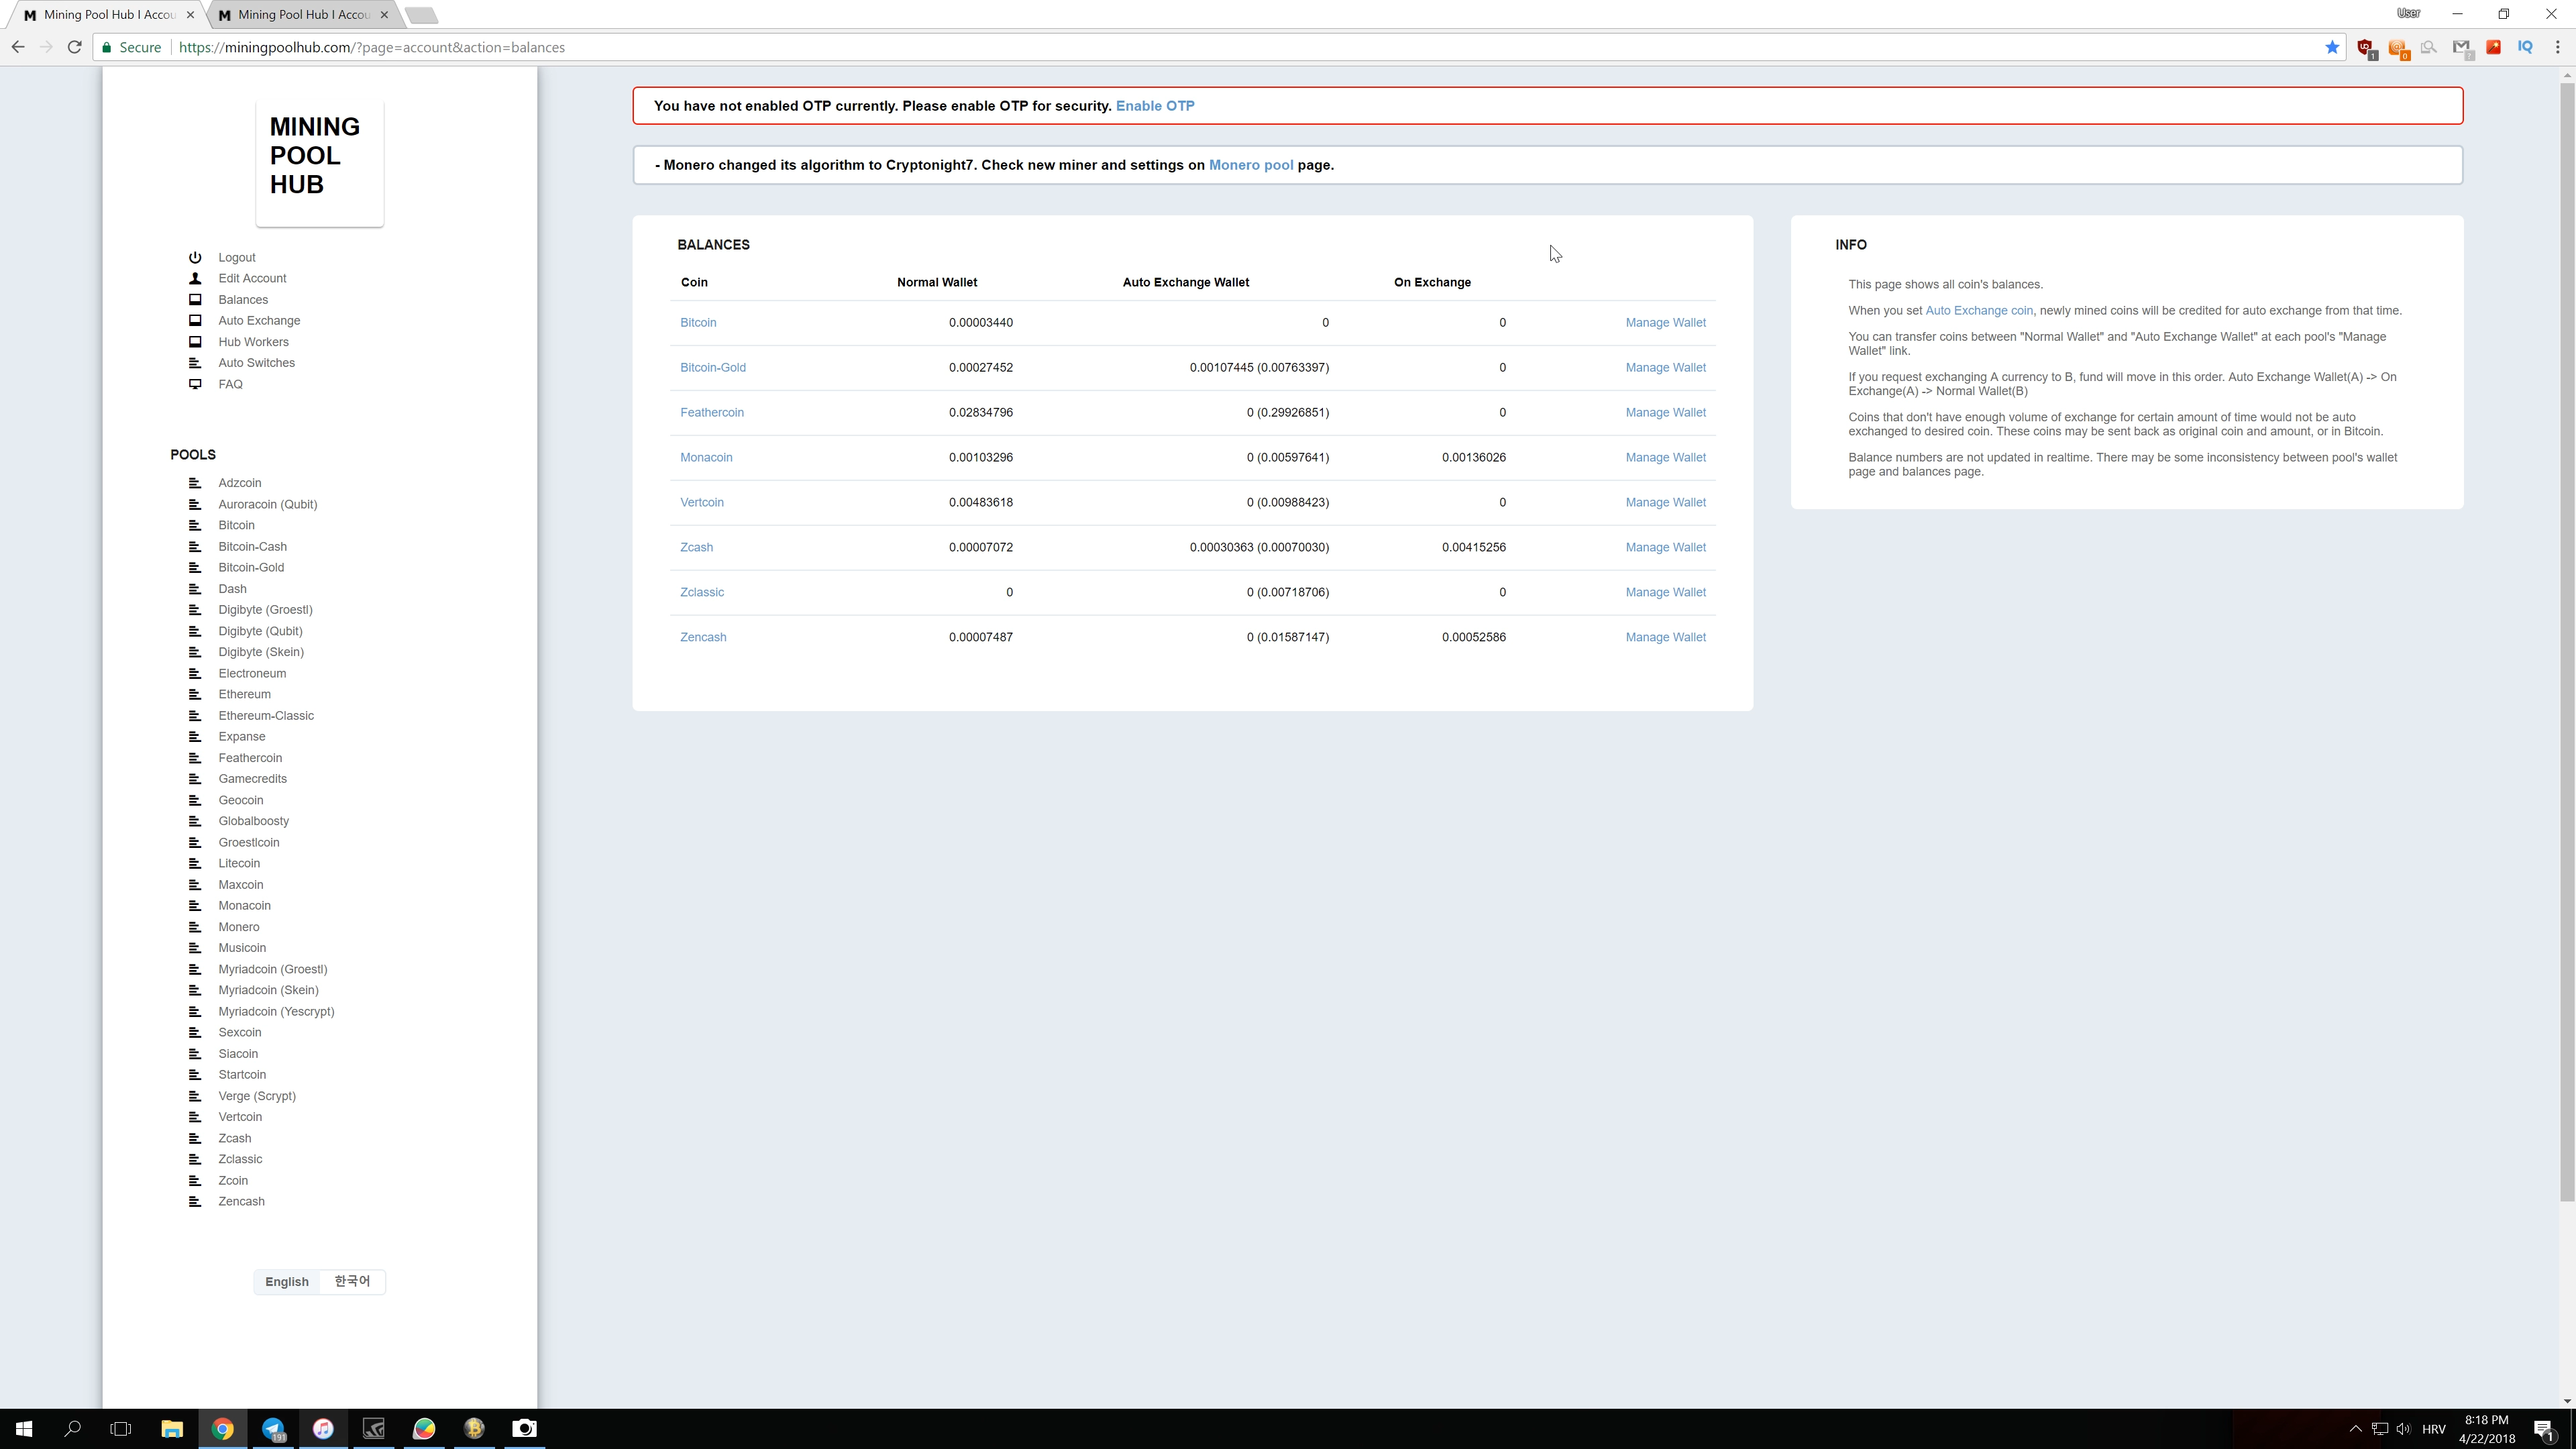 Mining Pool Hub I Accou
Mining Pool Hub I Accou
User
Secure
https://miningpoolhub.com/?page=account&action=balances
MINING
POOL
HUB
Logout
Edit Account
Balances
Auto Exchange
Hub Workers
Auto Switches
FAQ
POOLS
Adzcoin
Auroracoin (Qubit)
Bitcoin
Bitcoin-Cash
Bitcoin-Gold
Dash
Digibyte (Groestl)
Digibyte (Qubit)
Digibyte (Skein)
Electroneum
Ethereum
Ethereum-Classic
Expanse
Feathercoin
Gamecredits
Geocoin
Globalboosty
Groestlcoin
Litecoin
Maxcoin
Monacoin
Monero
Musicoin
Myriadcoin (Groestl)
Myriadcoin (Skein)
Myriadcoin (Yescrypt)
Sexcoin
Siacoin
Startcoin
Verge (Scrypt)
Vertcoin
Zcash
Zclassic
Zcoin
Zencash
English 한국어
You have not enabled OTP currently. Please enable OTP for security. Enable OTP
- Monero changed its algorithm to Cryptonight7. Check new miner and settings on Monero pool page.
BALANCES
Coin Normal Wallet Auto Exchange Wallet On Exchange
Bitcoin 0.00003440 0 0 Manage Wallet
Bitcoin-Gold 0.00027452 0.00107445 (0.00763397) 0 Manage Wallet
Feathercoin 0.02834796 0 (0.29926851) 0 Manage Wallet
Monacoin 0.00103296 0 (0.00597641) 0.00136026 Manage Wallet
Vertcoin 0.00483618 0 (0.00988423) 0 Manage Wallet
Zcash 0.00007072 0.00030363 (0.00070030) 0.00415256 Manage Wallet
Zclassic 0 0 (0.00718706) 0 Manage Wallet
Zencash 0.00007487 0 (0.01587147) 0.00052586 Manage Wallet
INFO
This page shows all coin's balances.
When you set Auto Exchange coin, newly mined coins will be credited for auto exchange from that time.
You can transfer coins between "Normal Wallet" and "Auto Exchange Wallet" at each pool's "Manage
Wallet" link.
If you request exchanging A currency to B, fund will move in this order. Auto Exchange Wallet(A) -> On
Exchange(A) -> Normal Wallet(B)
Coins that don't have enough volume of exchange for certain amount of time would not be auto
exchanged to desired coin. These coins may be sent back as original coin and amount, or in Bitcoin.
Balance numbers are not updated in realtime. There may be some inconsistency between pool's wallet
page and balances page.
191
HRV
8:18 PM
4/22/2018
1